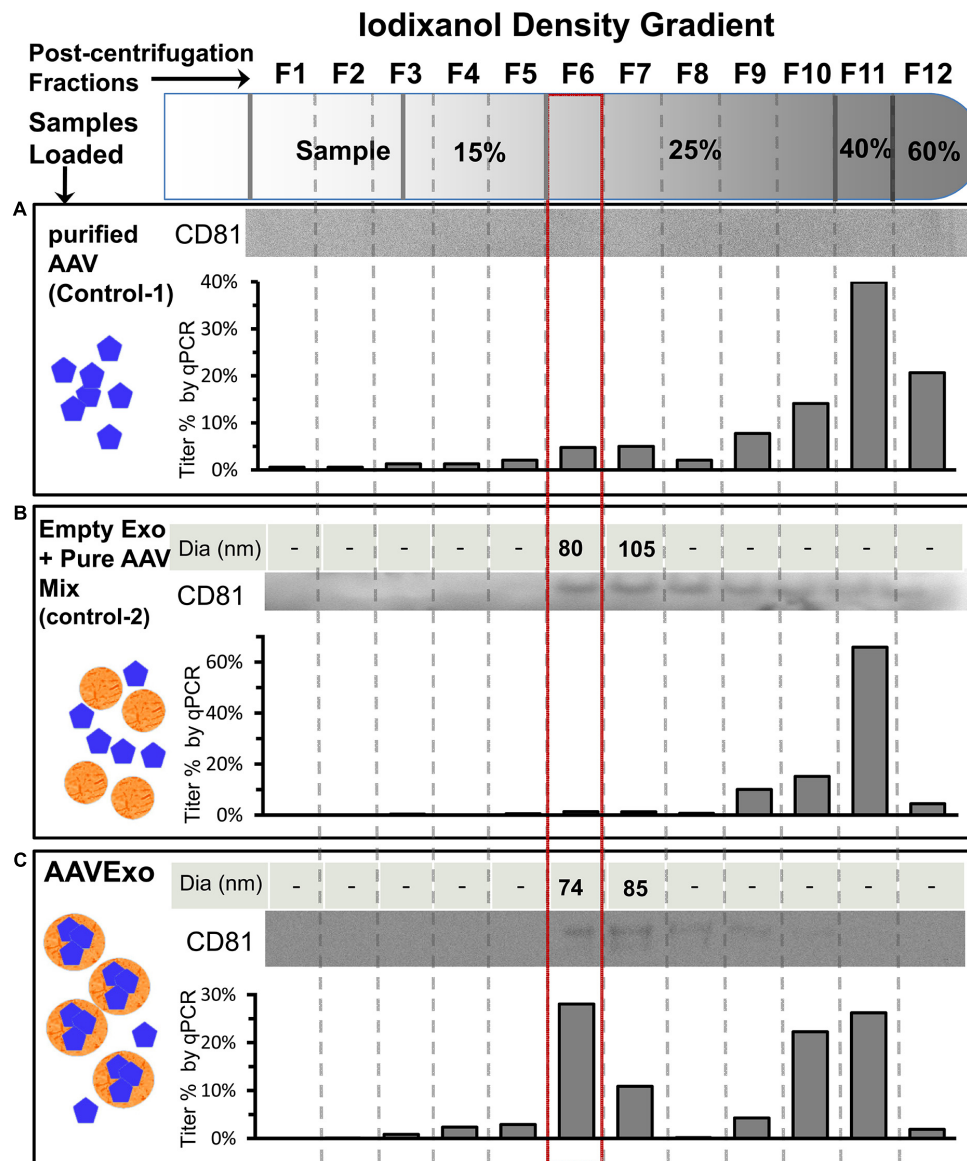 Iodixanol Density Gradient
Post-centrifugation
Fractions
F1 F2 F3 F4 F5 F6 F7 F8 F9 F10 F11 F12
Samples
Loaded
Sample 15% 25% 40% 60%
A
purified
AAV
(Control-1)
CD81
Titer % by qPCR
40%
30%
20%
10%
0%
B
Empty Exo
+ Pure AAV
Mix
(control-2)
Dia (nm) - - - - - 80 105 - - - - -
CD81
Titer % by qPCR
60%
40%
20%
0%
C
AAVExo
Dia (nm) - - - - - 74 85 - - - - -
CD81
Titer % by qPCR
30%
20%
10%
0%